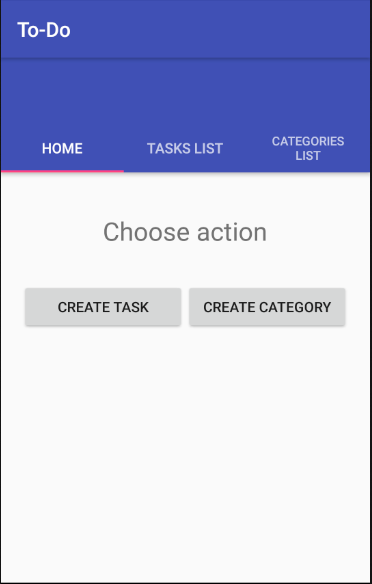 To-Do
HOME
TASKS LIST
CATEGORIES
LIST
Choose action
CREATE TASK
CREATE CATEGORY